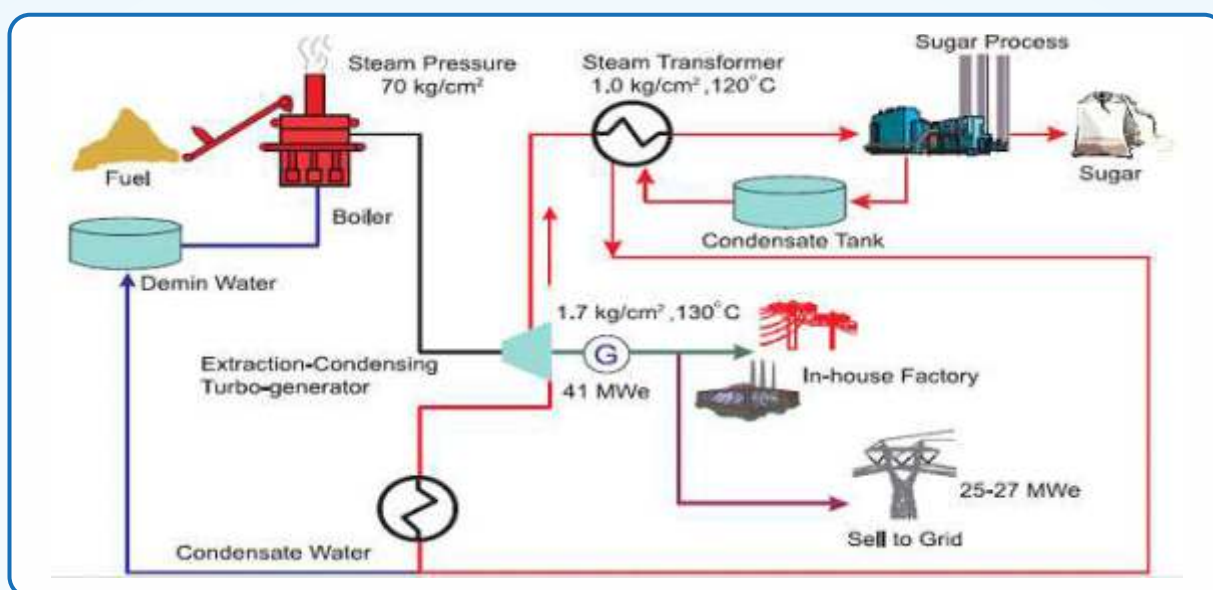 Steam Pressure
70 kg/cm²
Steam Transformer
1.0 kg/cm² ,120°C
Sugar Process
Fuel
Boiler
Sugar
Condensate Tank
Demin Water
1.7 kg/cm² ,130°C
Extraction-Condensing
Turbo-generator
G
41 MWe
In-house Factory
25-27 MWe
Sell to Grid
Condensate Water